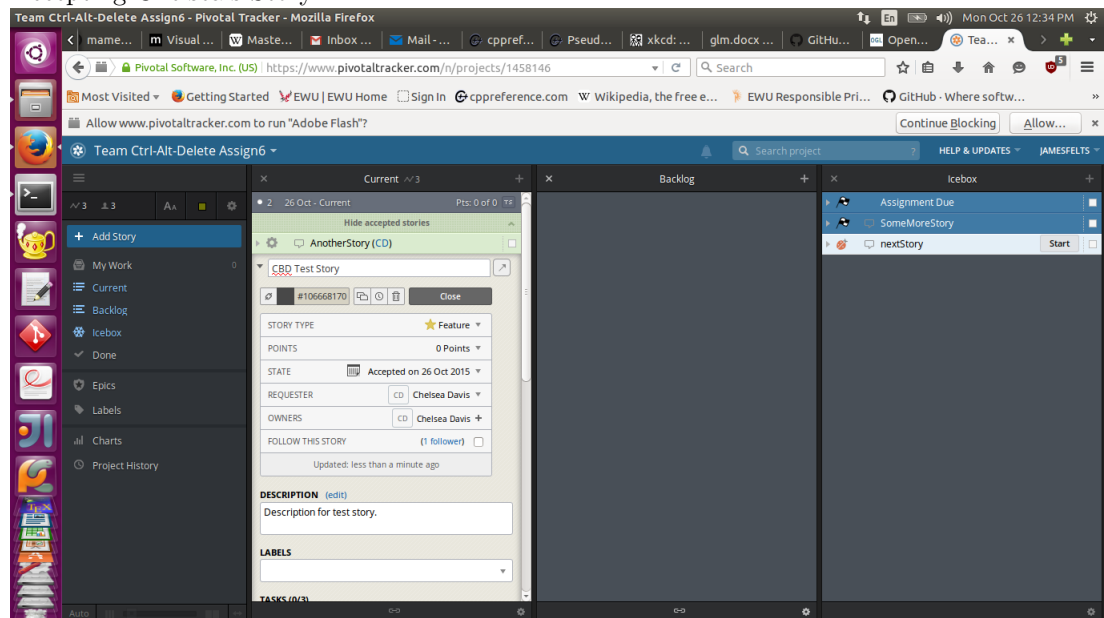 Team Ctrl-Alt-Delete Assign6 - Pivotal Tracker - Mozilla Firefox
En
Mon Oct 26 12:34 PM
mame...
Visual ...
Maste...
Inbox ...
Mail - ...
cppref...
Pseud...
xkcd: ...
glm.docx ...
GitHu...
Open...
Tea...
Pivotal Software, Inc. (US)
https://www.pivotaltracker.com/n/projects/1458146
Search
5
Most Visited
Getting Started
EWU | EWU Home
Sign In
cppreference.com
Wikipedia, the free e...
EWU Responsible Pri...
GitHub · Where softw...
Allow www.pivotaltracker.com to run "Adobe Flash"?
Continue Blocking
Allow...
Team Ctrl-Alt-Delete Assign6
Search project
?
HELP & UPDATES
JAMESFELTS
3
3
AA
+ Add Story
My Work
0
Current
Backlog
Icebox
Done
Epics
Labels
Charts
Project History
Auto
Current
3
2 26 Oct - Current
Pts: 0 of 0
Hide accepted stories
AnotherStory (CD)
CBD Test Story
#106668170
Close
STORY TYPE
Feature
POINTS
0 Points
STATE
Accepted on 26 Oct 2015
REQUESTER
CD
Chelsea Davis
OWNERS
CD
Chelsea Davis
FOLLOW THIS STORY
(1 follower)
Updated: less than a minute ago
DESCRIPTION (edit)
Description for test story.
LABELS
TASKS (0/3)
Backlog
Icebox
Assignment Due
SomeMoreStory
nextStory
Start